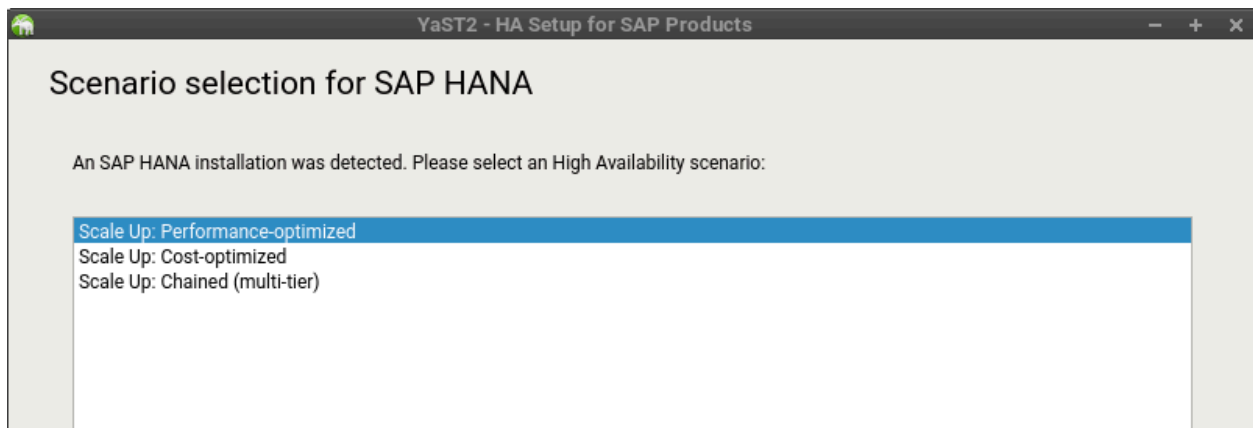 YaST2 - HA Setup for SAP Products
Scenario selection for SAP HANA
An SAP HANA installation was detected. Please select an High Availability scenario:
Scale Up: Performance-optimized
Scale Up: Cost-optimized
Scale Up: Chained (multi-tier)